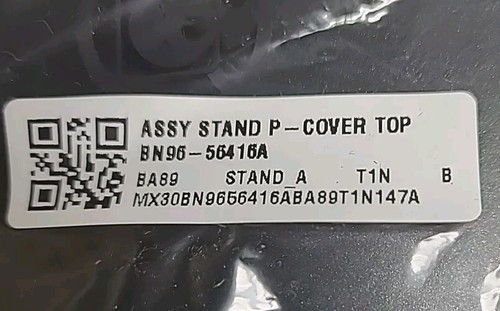 ASSY STAND P-COVER TOP
BN96-56416A
BA89 STAND_A T1N B
MX30BN9656416ABA89T1N147A